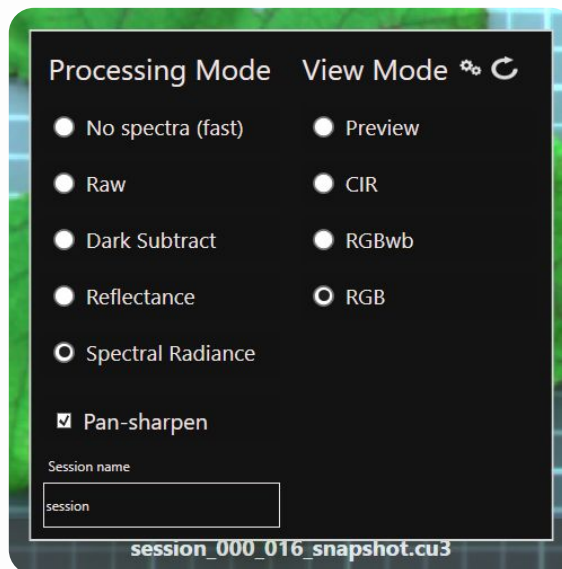 Processing Mode
No spectra (fast)
Raw
Dark Subtract
Reflectance
Spectral Radiance
Pan-sharpen
Session name
session
View Mode
Preview
CIR
RGBwb
RGB
session_000_016_snapshot.cu3